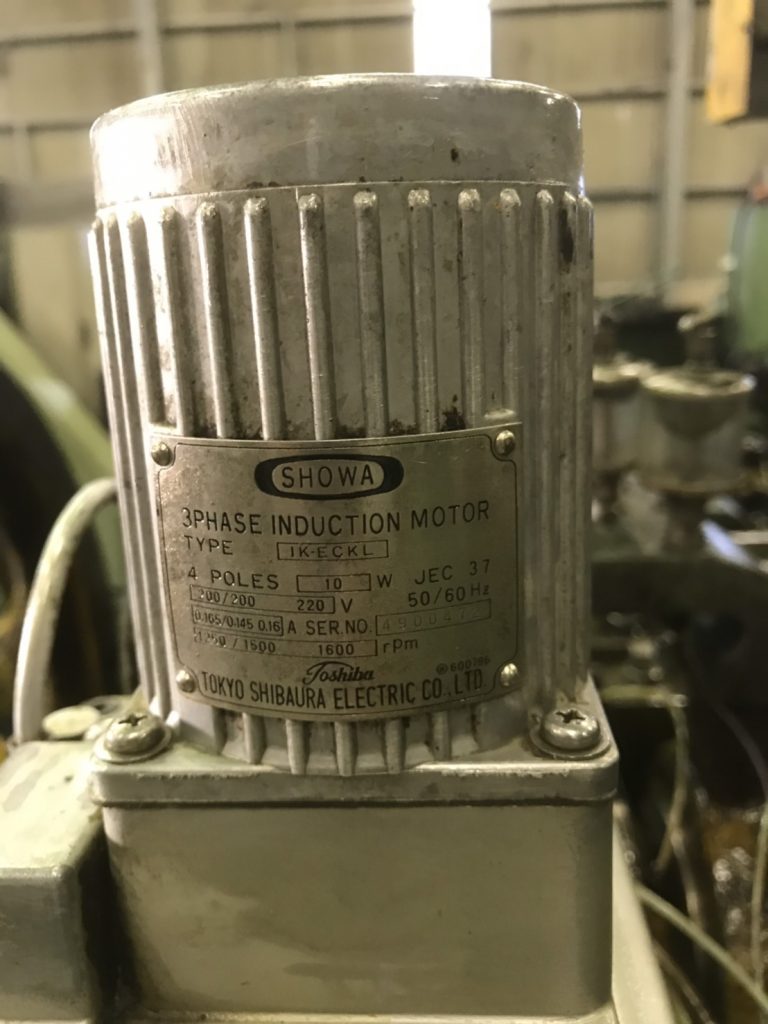 SHOWA
3PHASE INDUCTION MOTOR
TYPE IK-ECKL
4 POLES 10 W JEC 37
200/200 220 V 50/60 Hz
0.165/0.145 0.16 A SER.NO.
/ 1500 1600 rpm
Toshiba
TOKYO SHIBAURA ELECTRIC CO., LTD.